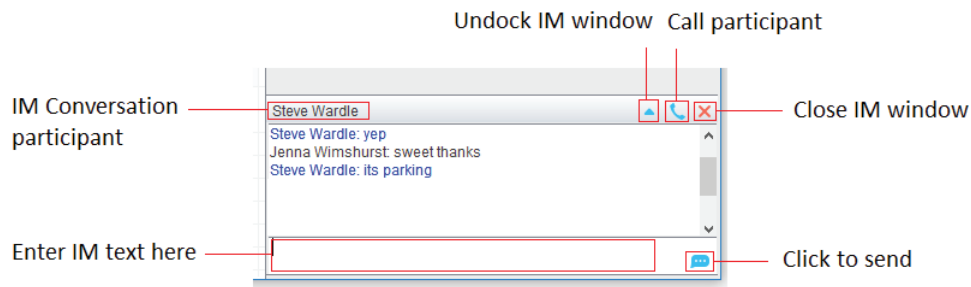 Undock IM window
Call participant
IM Conversation
participant
Steve Wardle
Close IM window
Steve Wardle: yep
Jenna Wimshurst: sweet thanks
Steve Wardle: its parking
Enter IM text here
Click to send